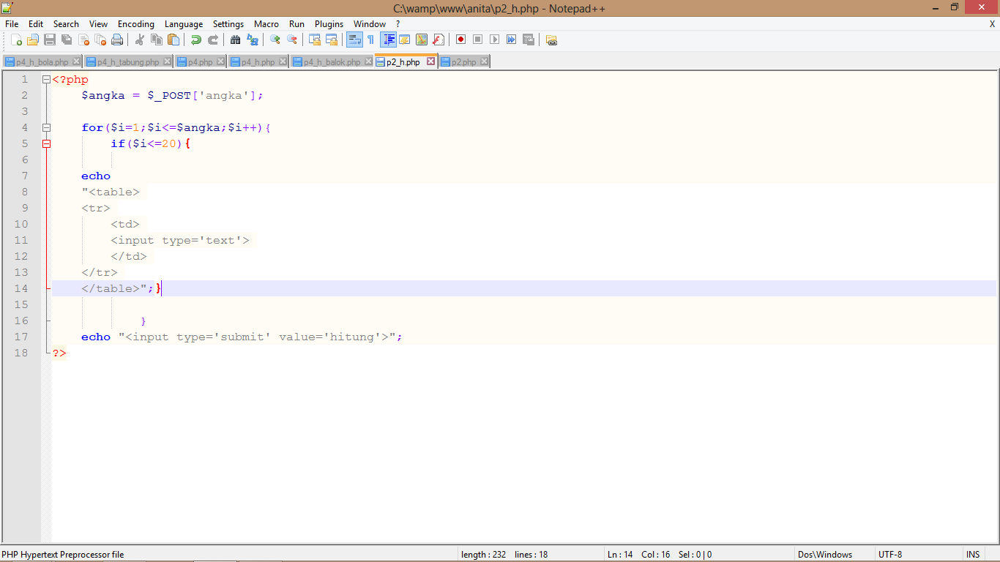 C:\wamp\www\anita\p2_h.php - Notepad++
File Edit Search View Encoding Language Settings Macro Run Plugins Window ? X
p4_h_bola.php p4_h_tabung.php p4.php p4_h.php p4_h_balok.php p2_h.php p2.php
1 <?php
2 $angka = $_POST['angka'];
3
4 for($i=1;$i<=$angka;$i++){
5 if($i<=20){
6
7 echo
8 "<table>
9 <tr>
10 <td>
11 <input type='text'>
12 </td>
13 </tr>
14 </table>";}
15
16 }
17 echo "<input type='submit' value='hitung'>";
18 ?>
PHP Hypertext Preprocessor file length : 232 lines : 18 Ln : 14 Col : 16 Sel : 0 | 0 Dos\Windows UTF-8 INS